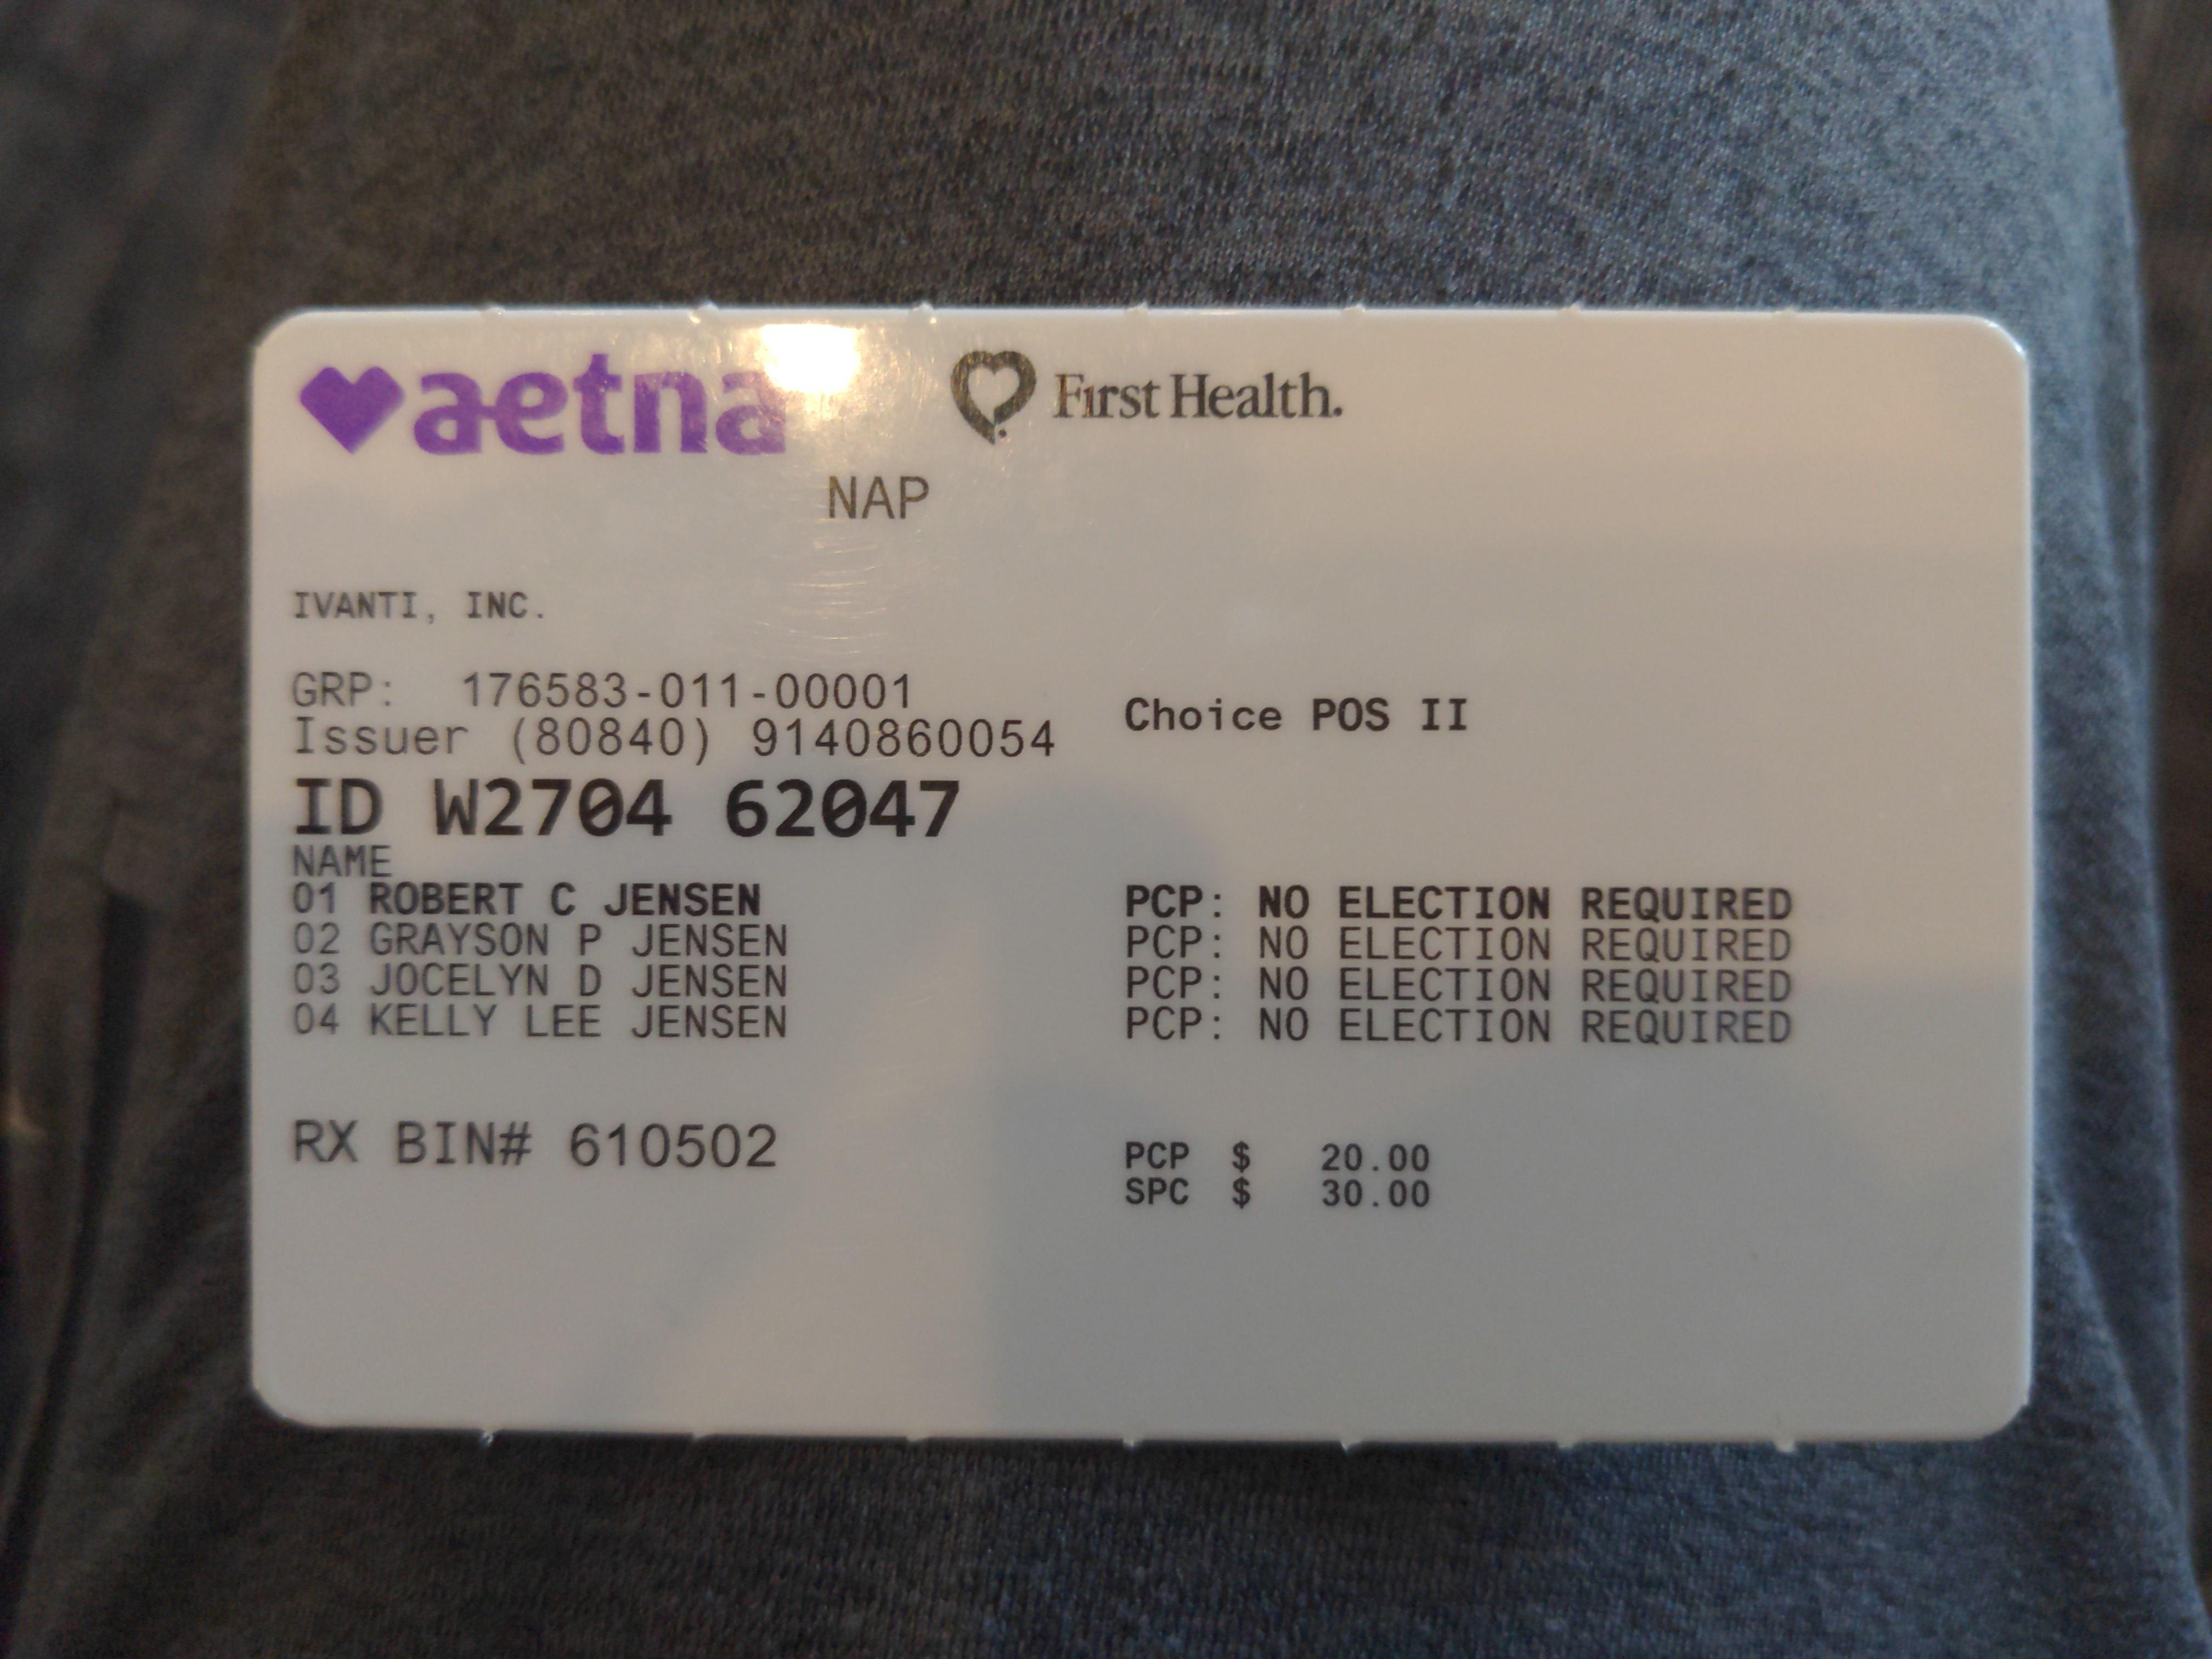 aetna First Health.
NAP
IVANTI, INC.
GRP: 176583-011-00001
Issuer (80840) 9140860054 Choice POS II
ID W2704 62047
NAME
01 ROBERT C JENSEN PCP: NO ELECTION REQUIRED
02 GRAYSON P JENSEN PCP: NO ELECTION REQUIRED
03 JOCELYN D JENSEN PCP: NO ELECTION REQUIRED
04 KELLY LEE JENSEN PCP: NO ELECTION REQUIRED
RX BIN# 610502
PCP $ 20.00
SPC $ 30.00